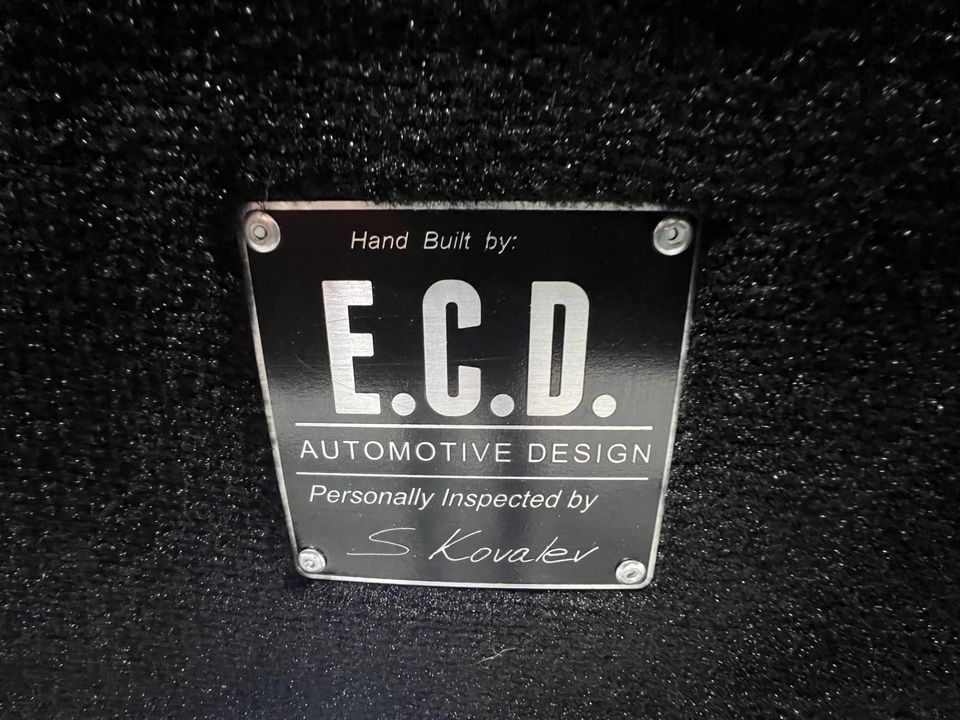 Hand Built by:
E.C.D.
AUTOMOTIVE DESIGN
Personally Inspected by
S. Kovalev